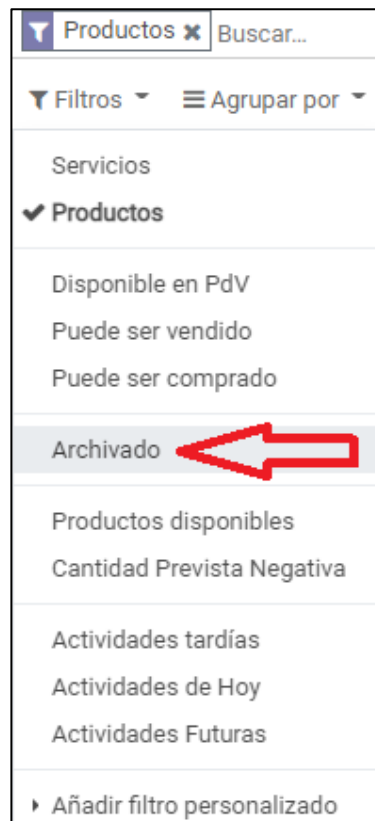 Productos ✖ Buscar...
Filtros Agrupar por
Servicios
✔ Productos
Disponible en PdV
Puede ser vendido
Puede ser comprado
Archivado
Productos disponibles
Cantidad Prevista Negativa
Actividades tardías
Actividades de Hoy
Actividades Futuras
Añadir filtro personalizado